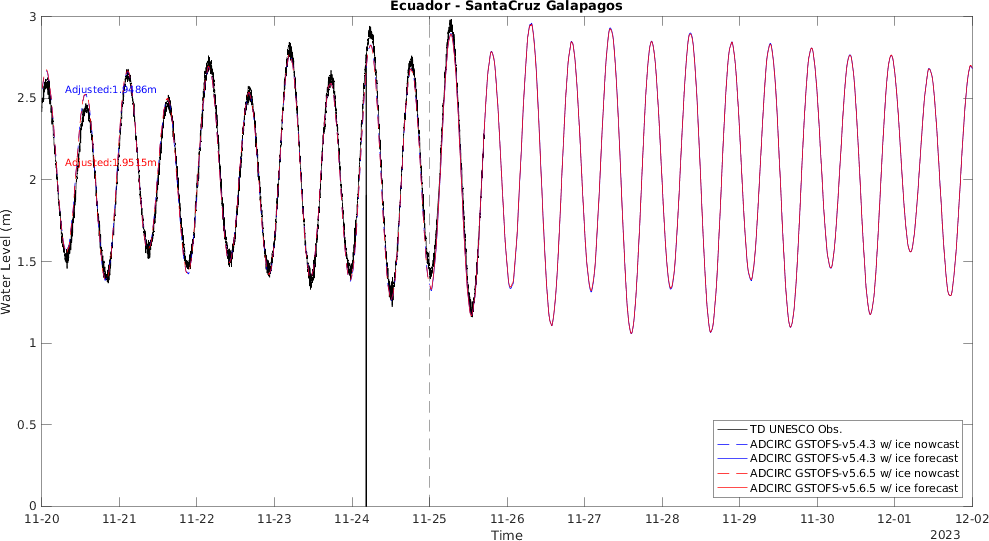 Ecuador - SantaCruz Galapagos
3
2.5
2
1.5
1
0.5
0
Water Level (m)
Adjusted:1.9486m
Adjusted:1.9515m
TD UNESCO Obs.
ADCIRC GSTOFS-v5.4.3 w/ ice nowcast
ADCIRC GSTOFS-v5.4.3 w/ ice forecast
ADCIRC GSTOFS-v5.6.5 w/ ice nowcast
ADCIRC GSTOFS-v5.6.5 w/ ice forecast
11-20 11-21 11-22 11-23 11-24 11-25 11-26 11-27 11-28 11-29 11-30 12-01 12-02
Time
2023